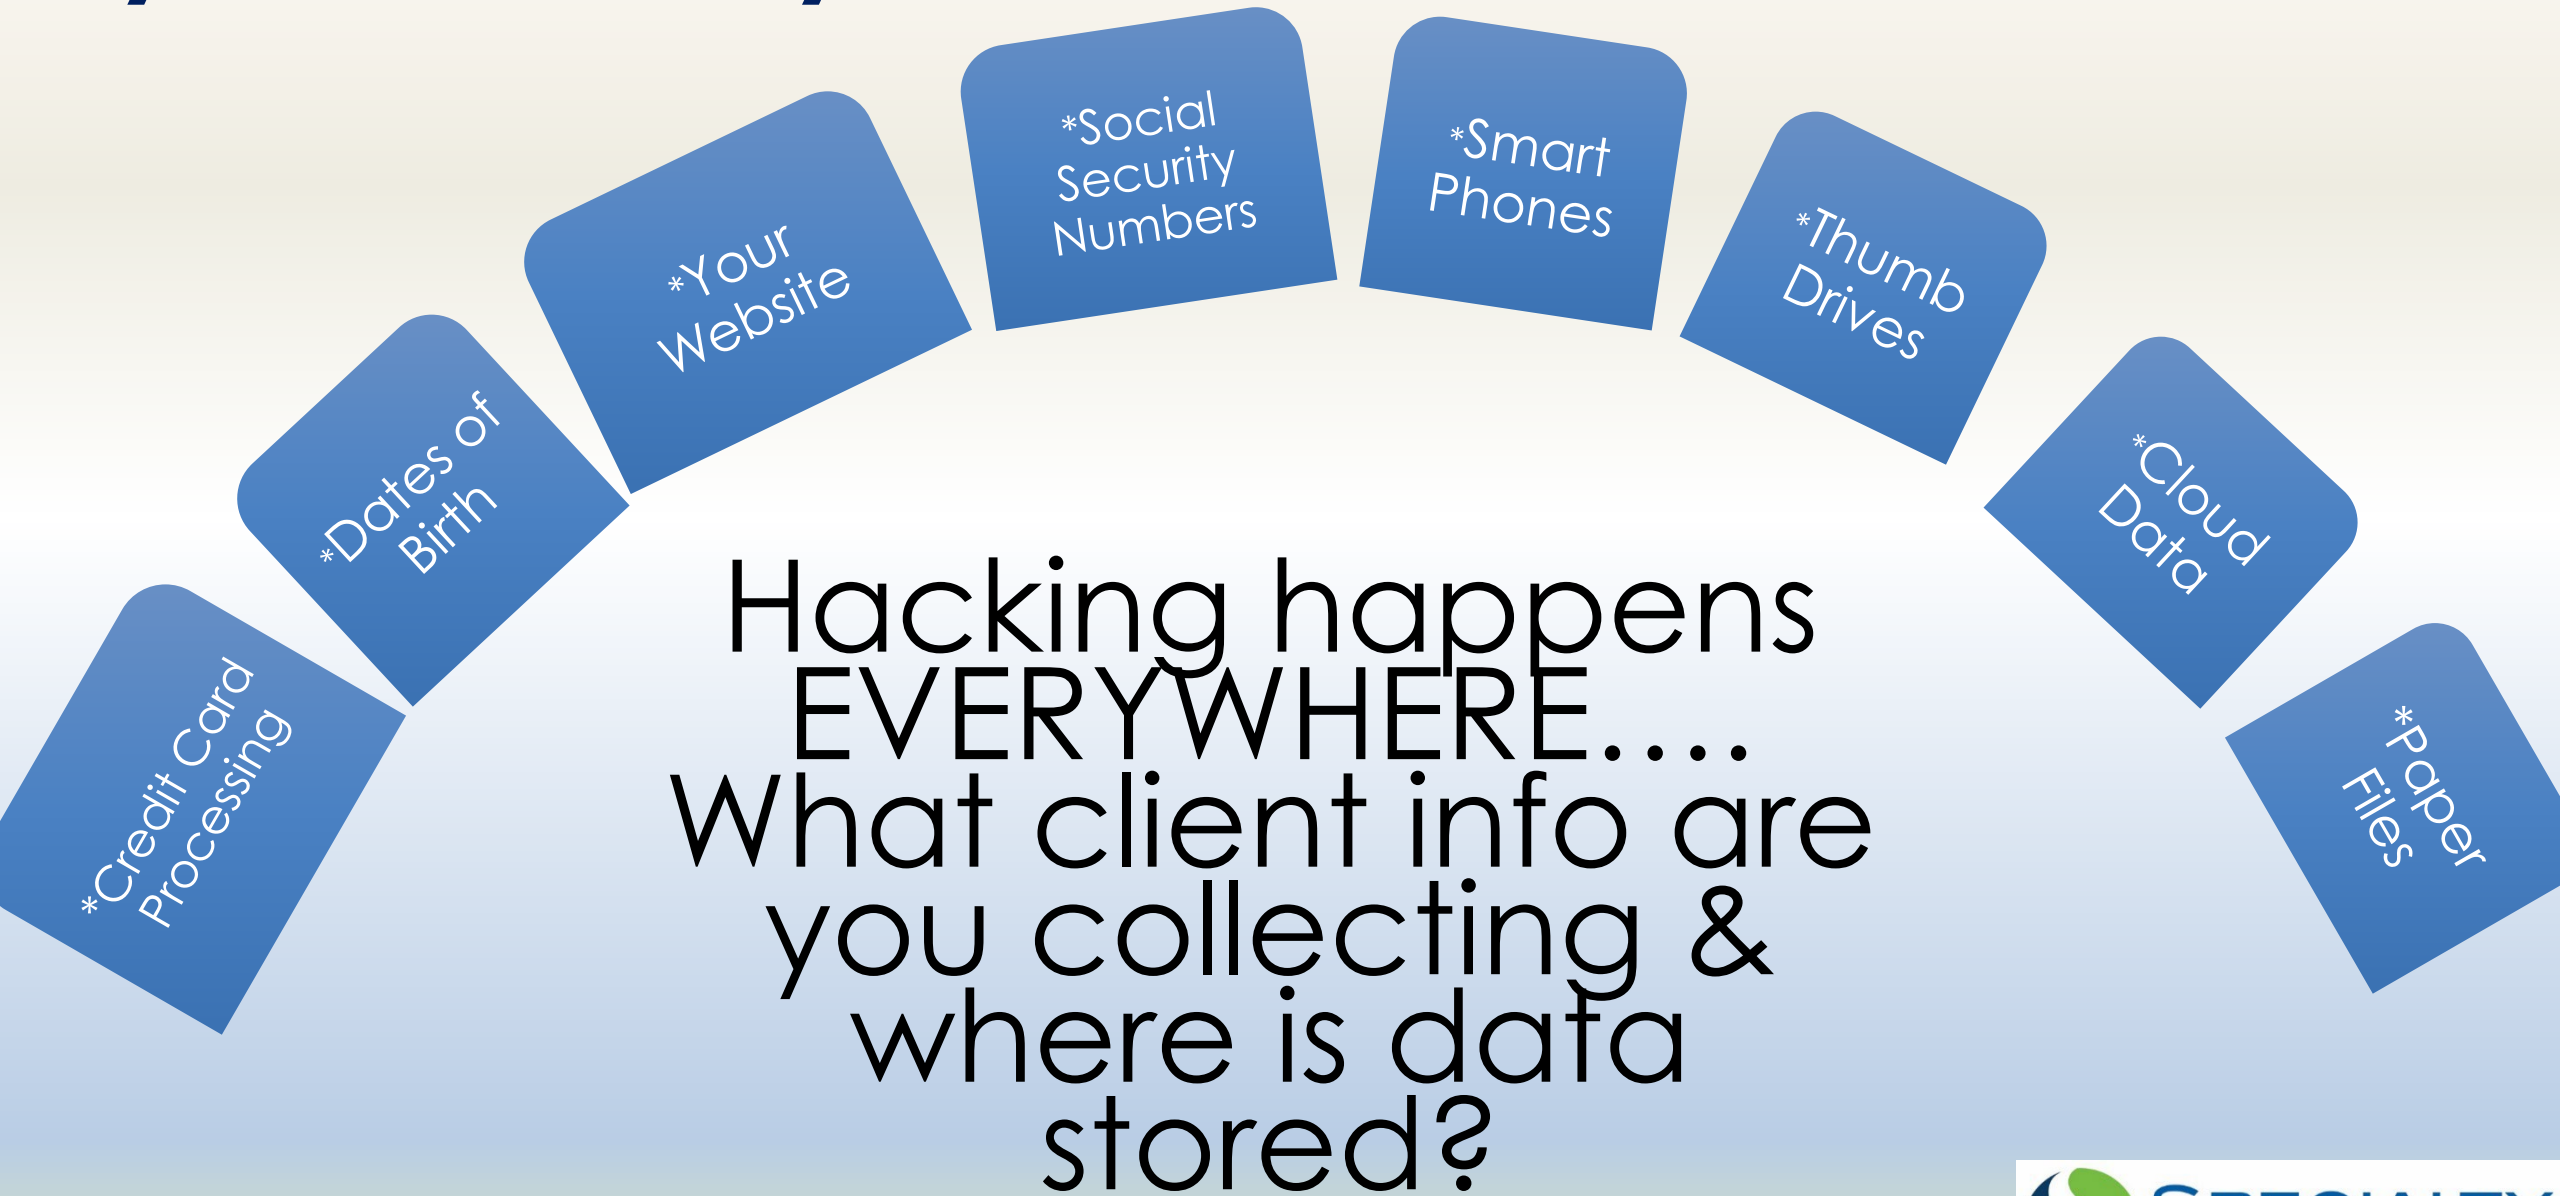 *Credit Card
Processing
*Dates of
Birth
*Your
Website
*Social
Security
Numbers
*Smart
Phones
*Thumb
Drives
*Cloud
Data
*Paper
Files
Hacking happens
EVERYWHERE....
What client info are
you collecting &
where is data
stored?